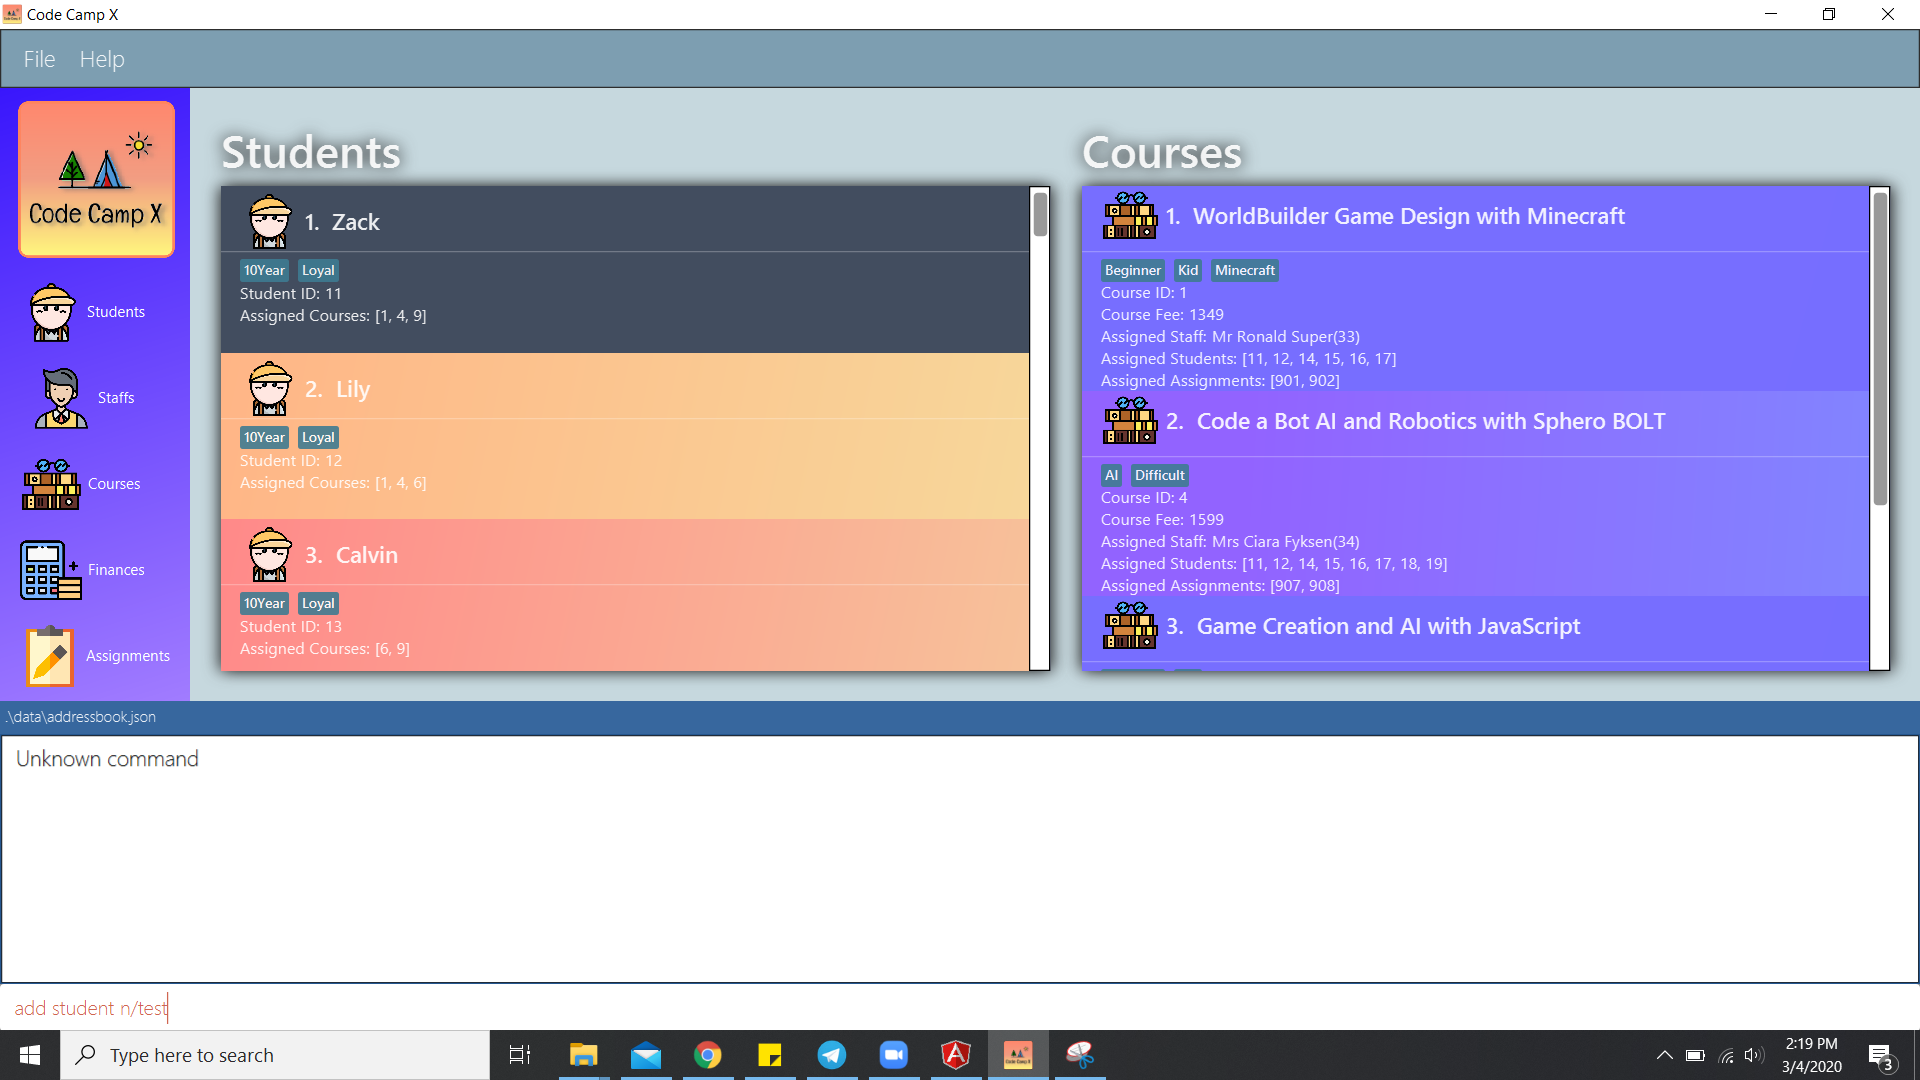 Code Camp X
File Help
Code Camp X
Students
Staffs
Courses
Finances
Assignments
Students
1. Zack
10Year Loyal
Student ID: 11
Assigned Courses: [1, 4, 9]
2. Lily
10Year Loyal
Student ID: 12
Assigned Courses: [1, 4, 6]
3. Calvin
10Year Loyal
Student ID: 13
Assigned Courses: [6, 9]
Courses
1. WorldBuilder Game Design with Minecraft
Beginner Kid Minecraft
Course ID: 1
Course Fee: 1349
Assigned Staff: Mr Ronald Super(33)
Assigned Students: [11, 12, 14, 15, 16, 17]
Assigned Assignments: [901, 902]
2. Code a Bot AI and Robotics with Sphero BOLT
AI Difficult
Course ID: 4
Course Fee: 1599
Assigned Staff: Mrs Ciara Fyksen(34)
Assigned Students: [11, 12, 14, 15, 16, 17, 18, 19]
Assigned Assignments: [907, 908]
3. Game Creation and AI with JavaScript
.\data\addressbook.json
Unknown command
add student n/test
Type here to search
Code Camp X
2:19 PM
3/4/2020
3